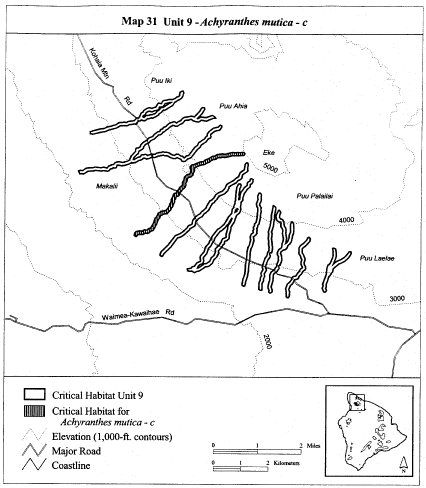 Map 31 Unit 9 - Achyranthes mutica - c
Kohala Mtn
Rd
Puu Iki
Puu Ahia
Eke
5000
Makaiii
Puu Palailai
4000
Puu Laelae
3000
Waimea-Kawaihae Rd
2000
Critical Habitat Unit 9
Critical Habitat for
Achyranthes mutica - c
Elevation (1,000-ft. contours)
Major Road
Coastline
0 1 2 Miles
0 1 2 Kilometers
N